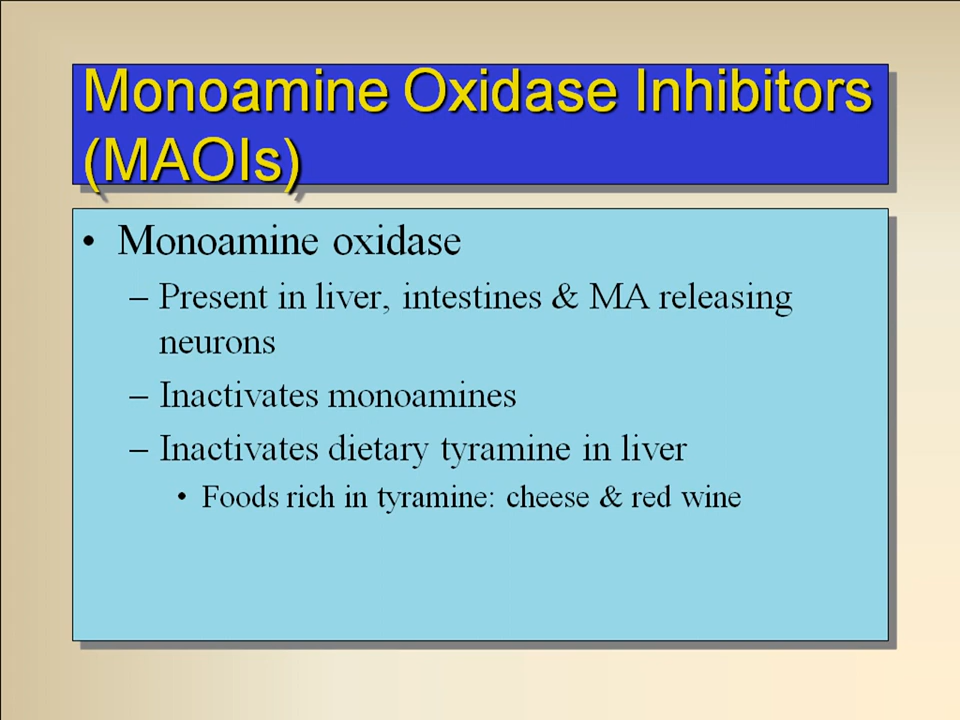 Monoamine Oxidase Inhibitors
(MAOIs)
• Monoamine oxidase
– Present in liver, intestines & MA releasing
neurons
– Inactivates monoamines
– Inactivates dietary tyramine in liver
• Foods rich in tyramine: cheese & red wine